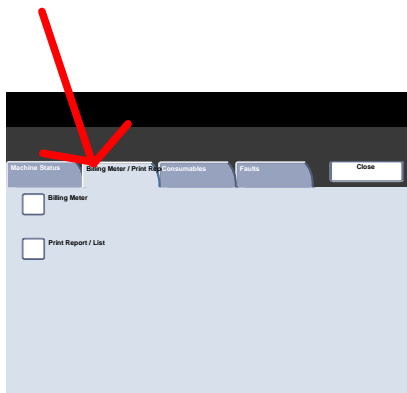 Machine Status
Billing Meter / Print Rep
Consumables
Faults
Close
Billing Meter
Print Report / List